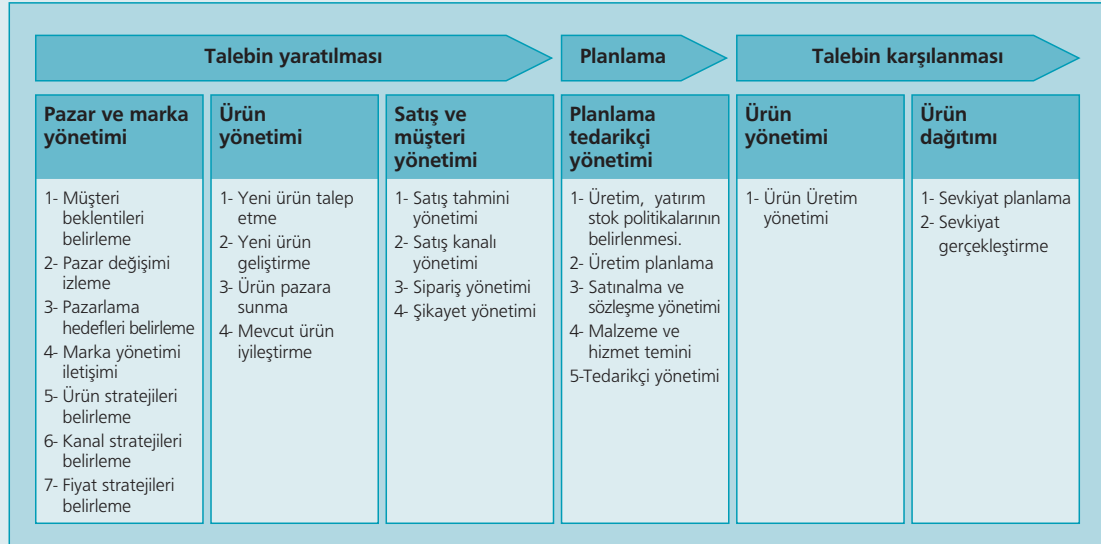 Talebin yaratılması
Planlama
Talebin karşılanması
Pazar ve marka
yönetimi
1- Müşteri
beklentileri
belirleme
2- Pazar değişimi
izleme
3- Pazarlama
hedefleri belirleme
4- Marka yönetimi
iletişimi
5- Ürün stratejileri
belirleme
6- Kanal stratejileri
belirleme
7- Fiyat stratejileri
belirleme
Ürün
yönetimi
1- Yeni ürün talep
etme
2- Yeni ürün
geliştirme
3- Ürün pazara
sunma
4- Mevcut ürün
iyileştirme
Satış ve
müşteri
yönetimi
1- Satış tahmini
yönetimi
2- Satış kanalı
yönetimi
3- Sipariş yönetimi
4- Şikayet yönetimi
Planlama
tedarikçi
yönetimi
1- Üretim, yatırım
stok politikalarının
belirlenmesi.
2- Üretim planlama
3- Satınalma ve
sözleşme yönetimi
4- Malzeme ve
hizmet temini
5-Tedarikçi yönetimi
Ürün
yönetimi
1- Ürün Üretim
yönetimi
Ürün
dağıtımı
1- Sevkiyat planlama
2- Sevkiyat
gerçekleştirme